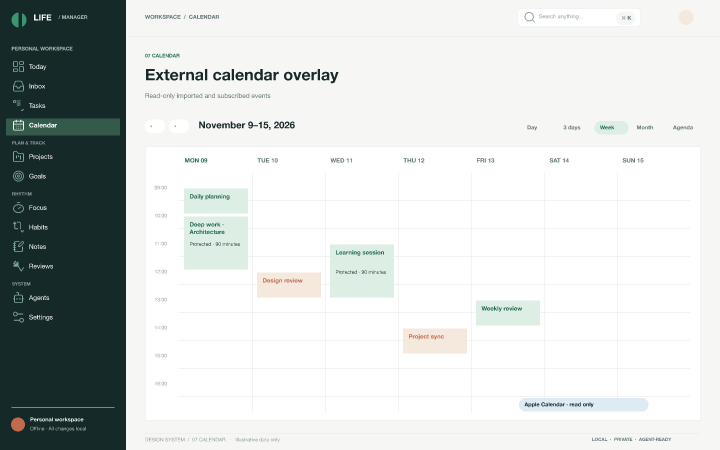 LIFE / MANAGER
PERSONAL WORKSPACE
Today
Inbox
Tasks
Calendar
PLAN & TRACK
Projects
Goals
RHYTHM
Focus
Habits
Notes
Reviews
SYSTEM
Agents
Settings
Personal workspace
Offline · All changes local
WORKSPACE / CALENDAR
Search anything...
⌘ K
07 CALENDAR
External calendar overlay
Read-only imported and subscribed events
November 9–15, 2026
Day 3 days Week Month Agenda
MON 09 TUE 10 WED 11 THU 12 FRI 13 SAT 14 SUN 15
09:00
10:00
11:00
12:00
13:00
14:00
15:00
16:00
Daily planning
Deep work ·
Architecture
Protected · 90 minutes
Design review
Learning session
Protected · 90 minutes
Project sync
Weekly review
Apple Calendar · read only
DESIGN SYSTEM / 07 CALENDAR · Illustrative data only
LOCAL · PRIVATE · AGENT-READY